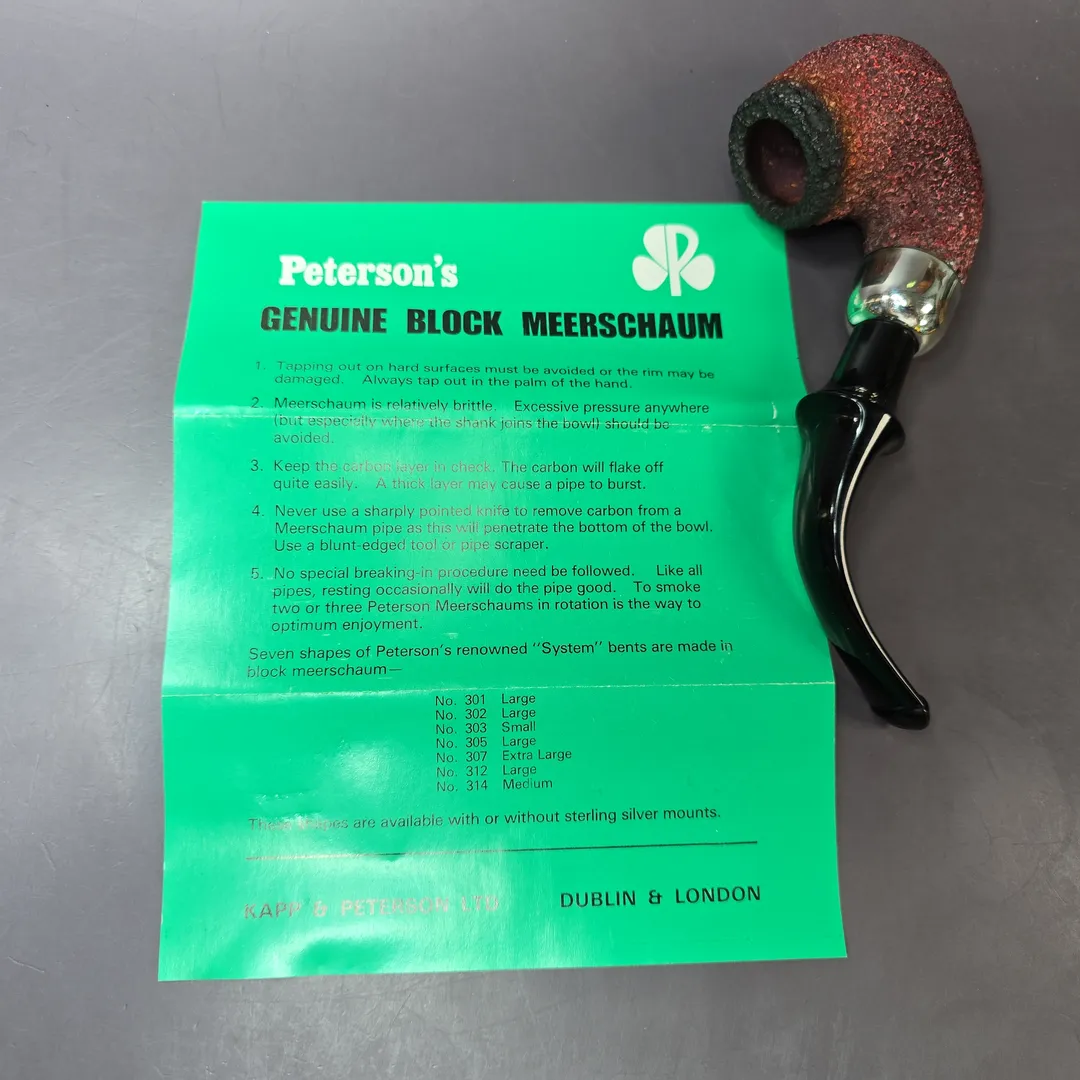 Peterson's
GENUINE BLOCK MEERSCHAUM
1. Tapping out on hard surfaces must be avoided or the rim may be
damaged. Always tap out in the palm of the hand.
2. Meerschaum is relatively brittle. Excessive pressure anywhere
(but especially where the shank joins the bowl) should be
avoided.
3. Keep the carbon layer in check. The carbon will flake off
quite easily. A thick layer may cause a pipe to burst.
4. Never use a sharply pointed knife to remove carbon from a
Meerschaum pipe as this will penetrate the bottom of the bowl.
Use a blunt-edged tool or pipe scraper.
5. No special breaking-in procedure need be followed. Like all
pipes, resting occasionally will do the pipe good. To smoke
two or three Peterson Meerschaums in rotation is the way to
optimum enjoyment.
Seven shapes of Peterson's renowned "System" bents are made in
block meerschaum—
No. 301 Large
No. 302 Large
No. 303 Small
No. 305 Large
No. 307 Extra Large
No. 312 Large
No. 314 Medium
These shapes are available with or without sterling silver mounts.
KAPP & PETERSON LTD DUBLIN & LONDON